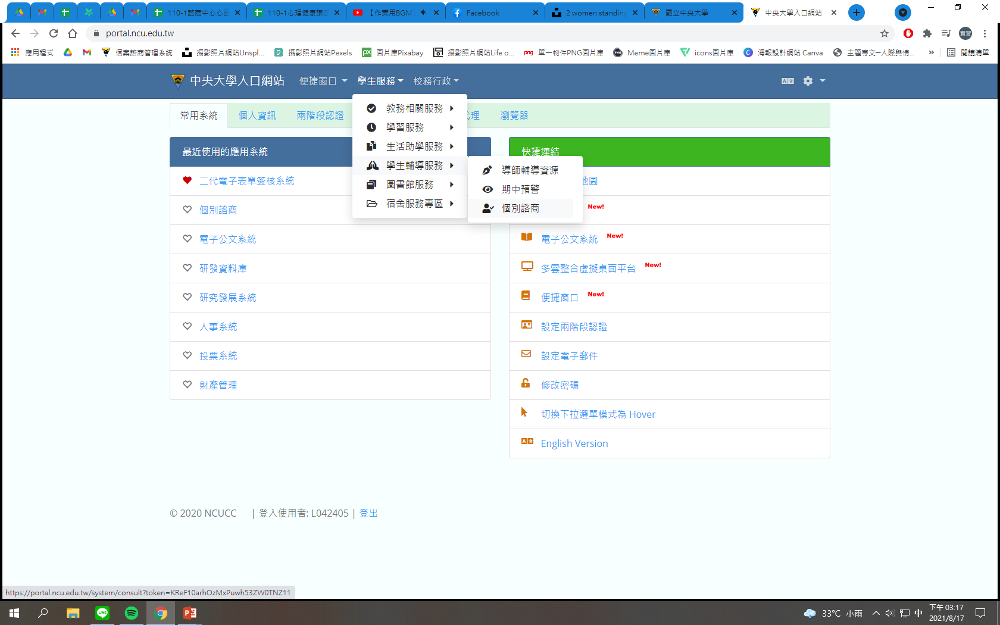 110-1諮商中心心靈
110-1心理健康講座
【作業用BGM
Facebook
2 women standing
國立中央大學
中央大學入口網站
portal.ncu.edu.tw
實習
應用程式
個案諮商管理系統
攝影照片網站Unspl...
攝影照片網站Pexels
圖片庫Pixabay
攝影照片網站Life o...
單一物件PNG圖片庫
Meme圖片庫
icons圖片庫
海報設計網站 Canva
主題專文—人際與情...
»
閱讀清單
中央大學入口網站
便捷窗口
學生服務
校務行政
常用系統
個人資訊
兩階段認證
代理
瀏覽器
教務相關服務
學習服務
生活助學服務
學生輔導服務
圖書館服務
宿舍服務專區
導師輔導資源
期中預警
個別諮商
最近使用的應用系統
二代電子表單簽核系統
個別諮商
電子公文系統
研發資料庫
研究發展系統
人事系統
投票系統
財產管理
快捷連結
地圖
New!
電子公文系統 New!
多雲整合虛擬桌面平台 New!
便捷窗口 New!
設定兩階段認證
設定電子郵件
修改密碼
切換下拉選單模式為 Hover
English Version
© 2020 NCUCC | 登入使用者: L042405 | 登出
https://portal.ncu.edu.tw/system/consult?token=KReF10arhOzMxPuwh53ZW0TNZ11
33°C 小雨
中
下午 03:17
2021/8/17